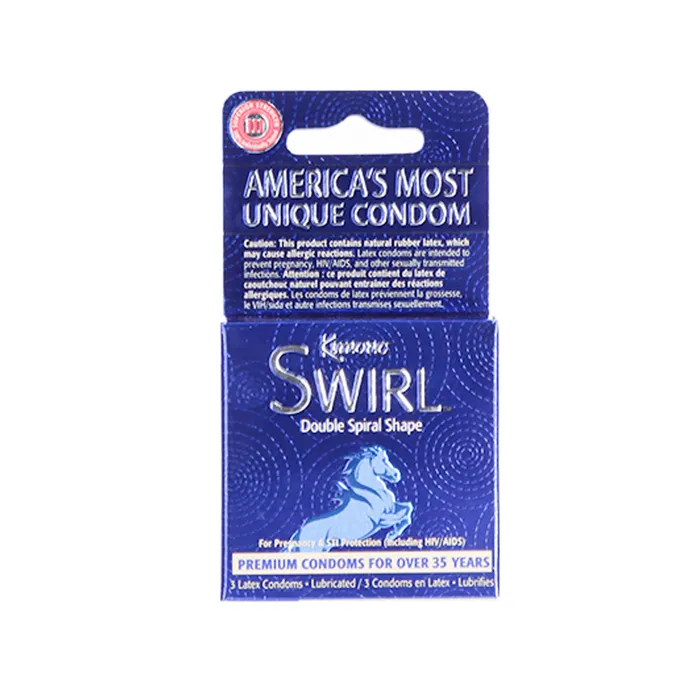 SUPERIOR STRENGTH
AMERICA'S MOST
UNIQUE CONDOM
Caution: This product contains natural rubber latex, which
may cause allergic reactions. Latex condoms are intended to
prevent pregnancy, HIV/AIDS, and other sexually transmitted
infections. Attention : ce produit contient du latex de
caoutchouc naturel pouvant entraîner des réactions
allergiques. Les condoms de latex préviennent la grossesse,
le VIH/sida et autre infections transmises sexuellement.
Kimono
SWIRL™
Double Spiral Shape
For Pregnancy & STI Protection (including HIV/AIDS)
PREMIUM CONDOMS FOR OVER 35 YEARS
3 Latex Condoms • Lubricated / 3 Condoms en Latex • Lubrifiés